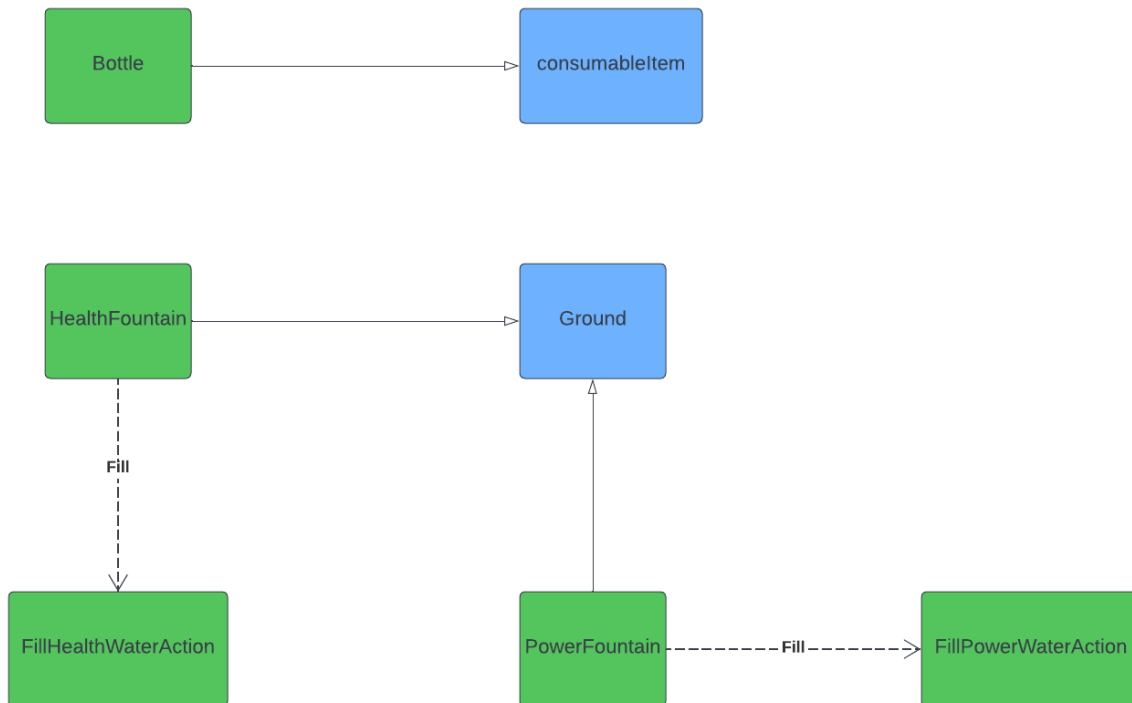 Bottle
consumableItem
HealthFountain
Ground
Fill
FillHealthWaterAction
PowerFountain
Fill
FillPowerWaterAction